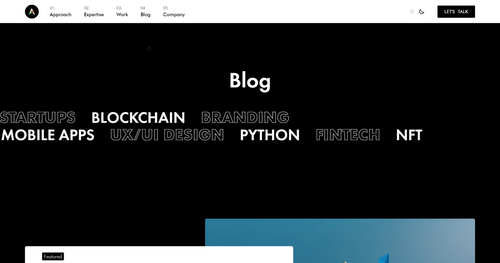 01.
Approach
02.
Expertise
03.
Work
04.
Blog
05.
Company
LET'S TALK
Blog
STARTUPS BLOCKCHAIN BRANDING
MOBILE APPS UX/UI DESIGN PYTHON FINTECH NFT
Featured